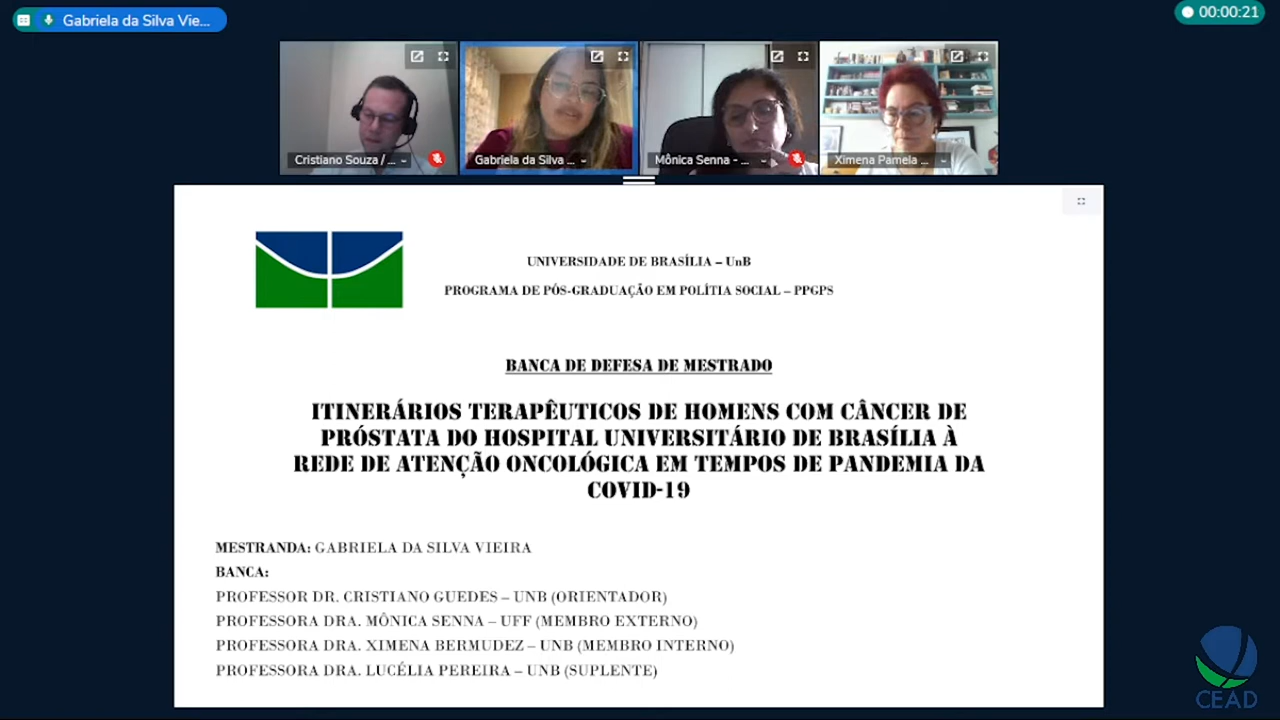 Gabriela da Silva Vie...
00:00:21
Cristiano Souza / ...
Gabriela da Silva ...
Mônica Senna - ...
Ximena Pamela ...
UNIVERSIDADE DE BRASÍLIA – UnB
PROGRAMA DE PÓS-GRADUAÇÃO EM POLÍTIA SOCIAL – PPGPS
BANCA DE DEFESA DE MESTRADO
ITINERÁRIOS TERAPÊUTICOS DE HOMENS COM CÂNCER DE
PRÓSTATA DO HOSPITAL UNIVERSITÁRIO DE BRASÍLIA À
REDE DE ATENÇÃO ONCOLÓGICA EM TEMPOS DE PANDEMIA DA
COVID-19
MESTRANDA: GABRIELA DA SILVA VIEIRA
BANCA:
PROFESSOR DR. CRISTIANO GUEDES – UNB (ORIENTADOR)
PROFESSORA DRA. MÔNICA SENNA – UFF (MEMBRO EXTERNO)
PROFESSORA DRA. XIMENA BERMUDEZ – UNB (MEMBRO INTERNO)
PROFESSORA DRA. LUCÉLIA PEREIRA – UNB (SUPLENTE)
CEAD